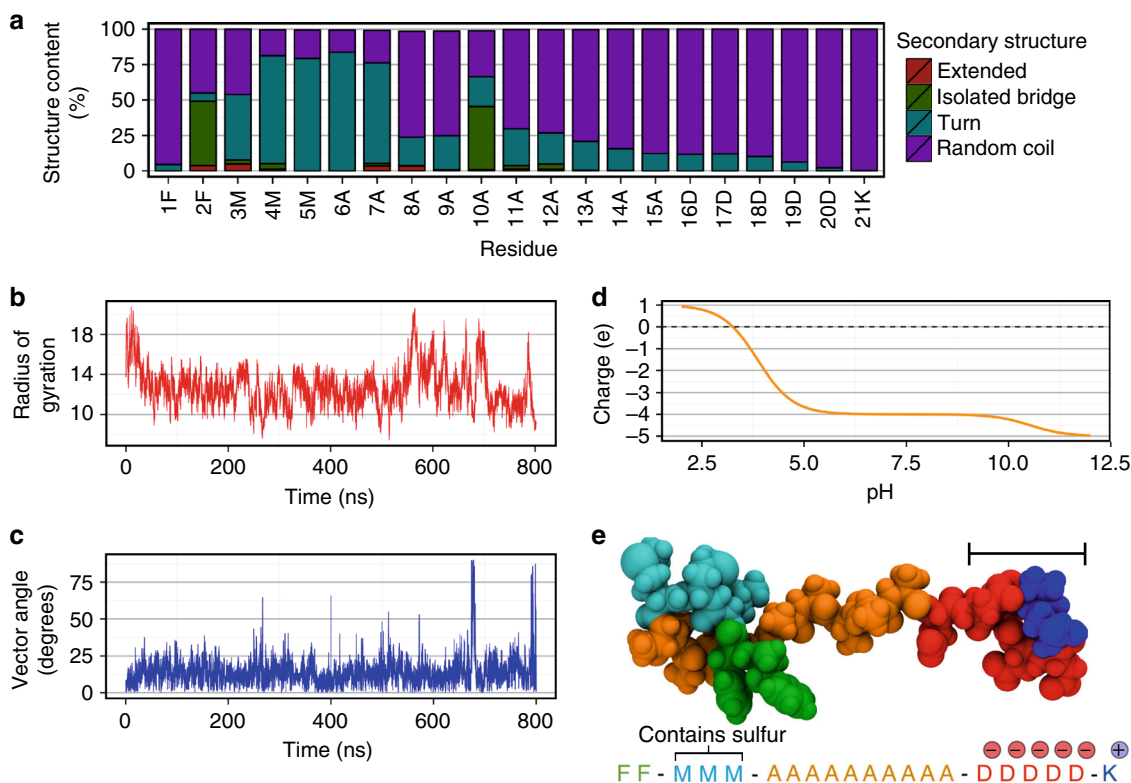 a
Structure content
(%)
100
75
50
25
0
1F 2F 3M 4M 5M 6A 7A 8A 9A 10A 11A 12A 13A 14A 15A 16D 17D 18D 19D 20D 21K
Residue
Secondary structure
Extended
Isolated bridge
Turn
Random coil
b
Radius of
gyration
18
14
10
0 200 400 600 800
Time (ns)
c
Vector angle
(degrees)
75
50
25
0
0 200 400 600 800
Time (ns)
d
Charge (e)
1
0
−1
−2
−3
−4
−5
2.5 5.0 7.5 10.0 12.5
pH
e
Contains sulfur
− − − − − +
F F - M M M - A A A A A A A A A A - D D D D D - K